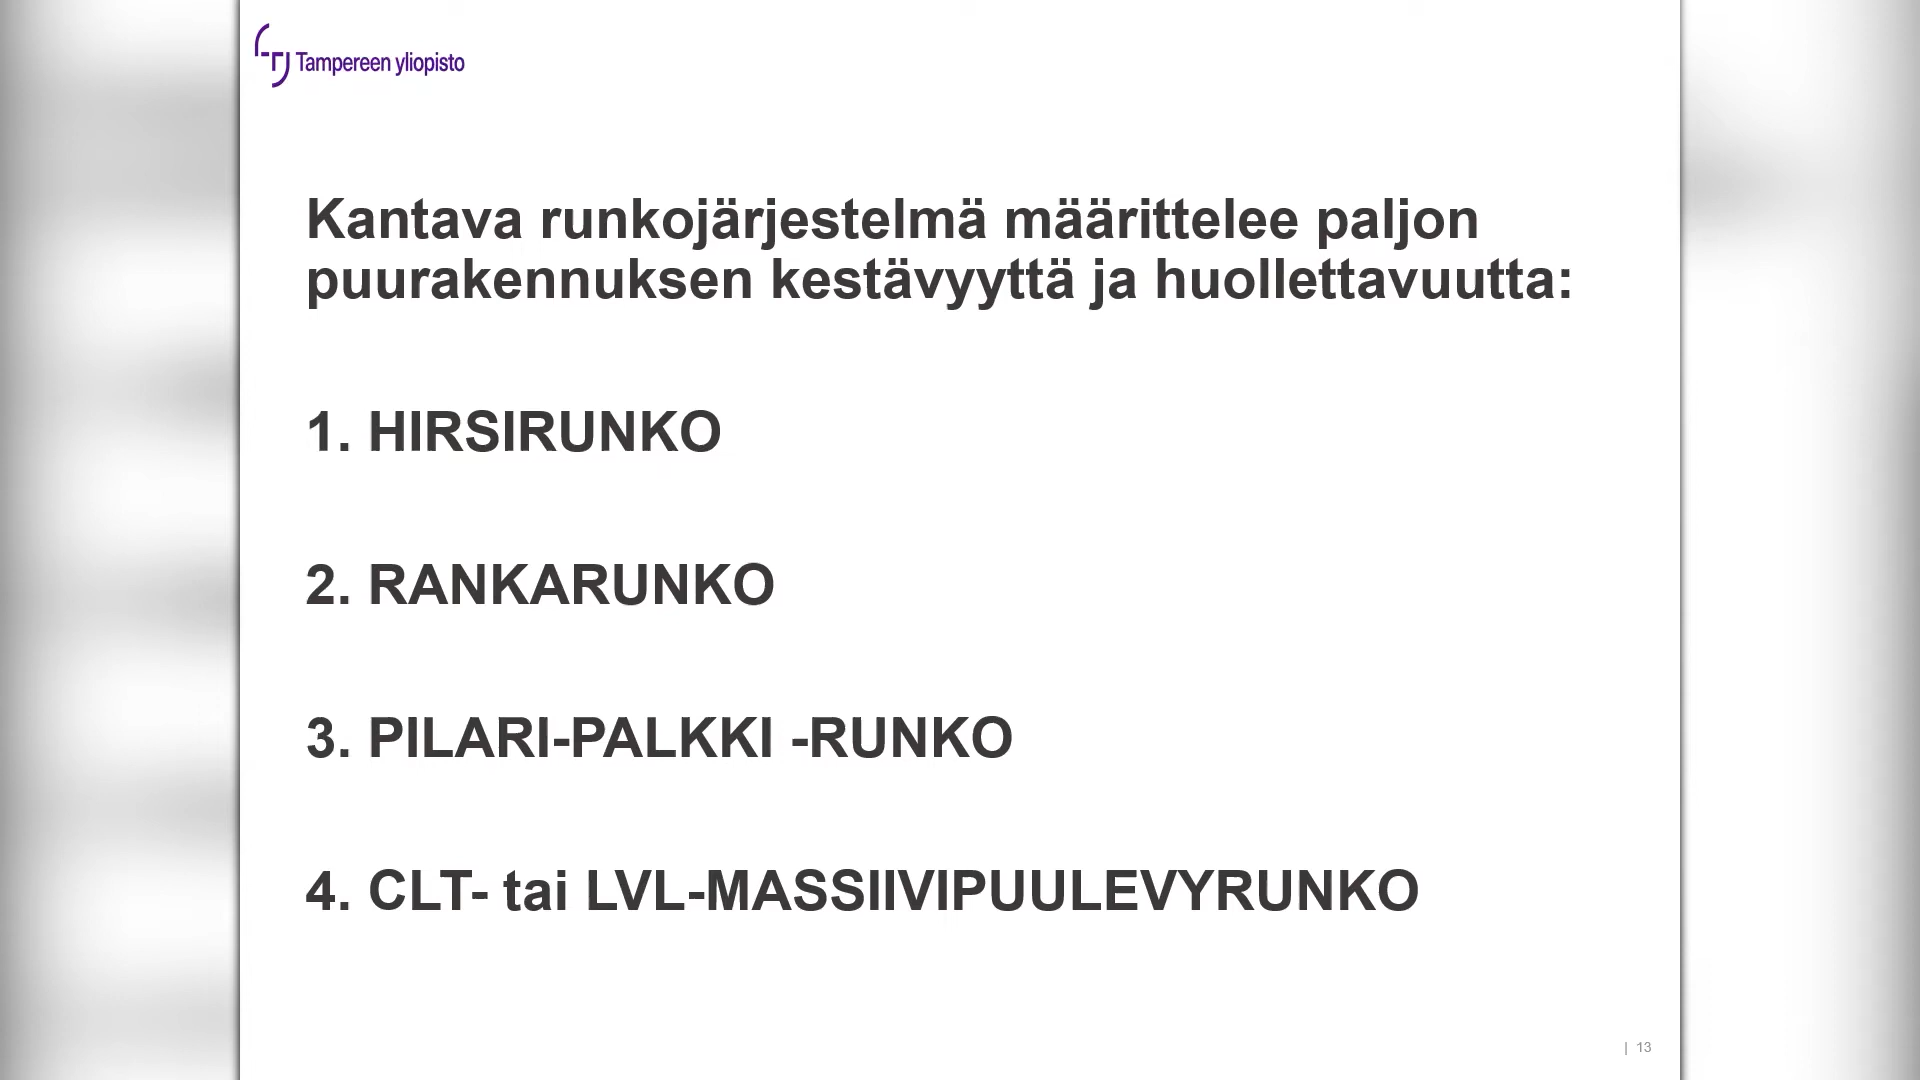 Tampereen yliopisto
Kantava runkojärjestelmä määrittelee paljon
puurakennuksen kestävyyttä ja huollettavuutta:
1. HIRSIRUNKO
2. RANKARUNKO
3. PILARI-PALKKI -RUNKO
4. CLT- tai LVL-MASSIIVIPUULEVYRUNKO
| 13